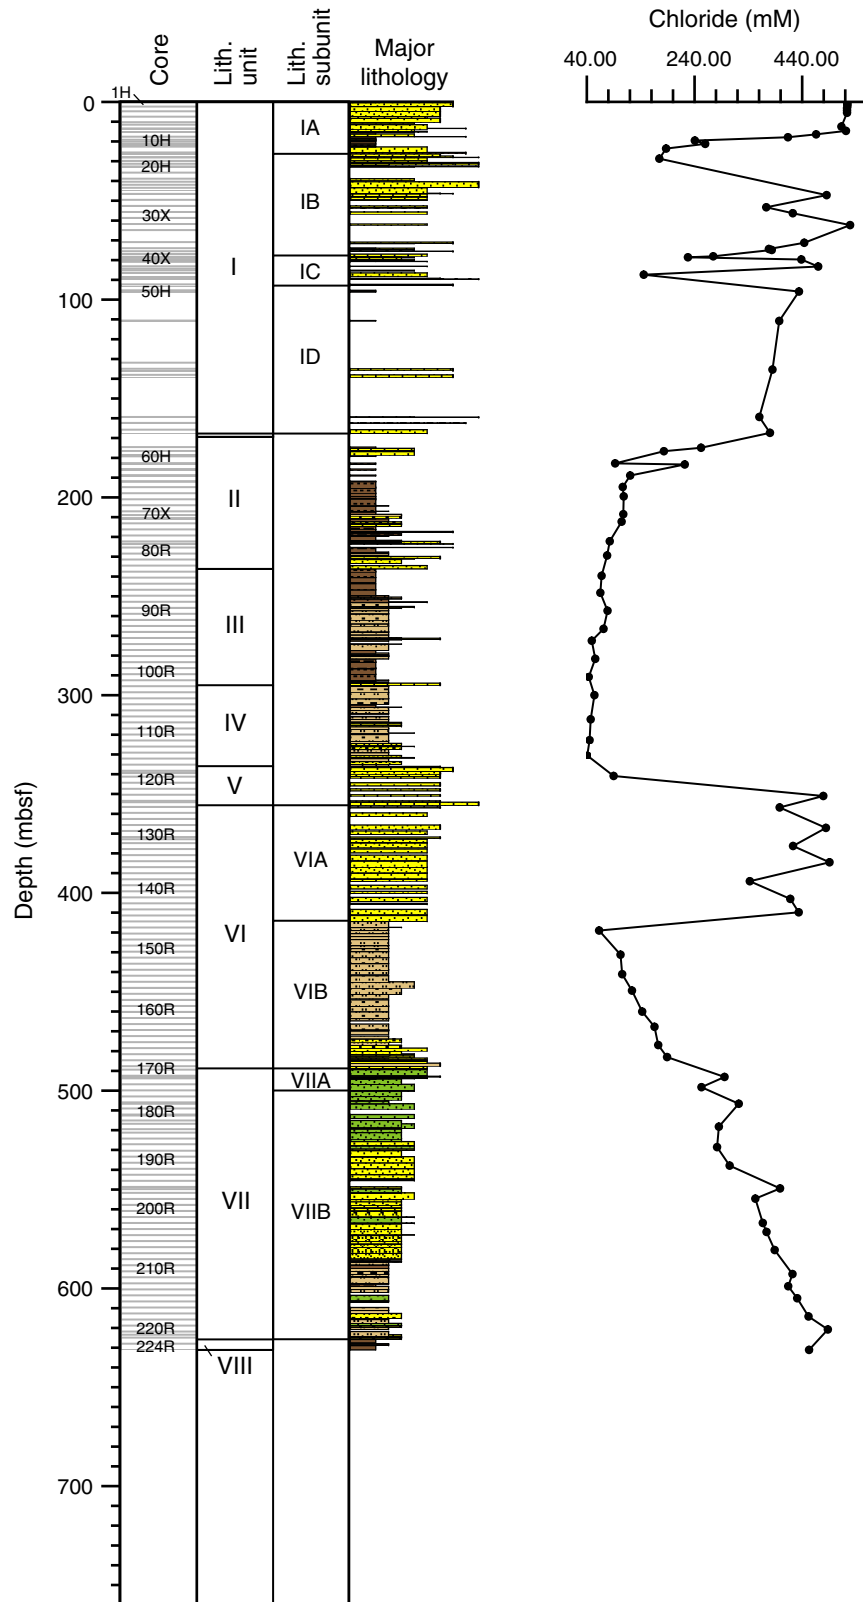 Chloride (mM)
40.00 240.00 440.00
Core
Lith. unit
Lith. subunit
Major lithology
Depth (mbsf)
0
100
200
300
400
500
600
700
1H
10H
20H
30X
40X
50H
60H
70X
80R
90R
100R
110R
120R
130R
140R
150R
160R
170R
180R
190R
200R
210R
220R
224R
I
II
III
IV
V
VI
VII
VIII
IA
IB
IC
ID
VIA
VIB
VIIA
VIIB